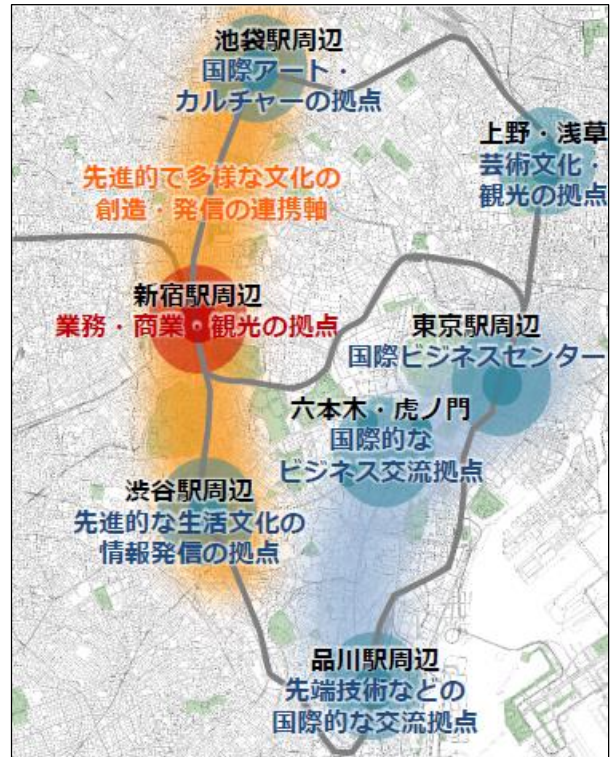 池袋駅周辺
国際アート・
カルチャーの拠点
上野・浅草
芸術文化・
観光の拠点
先進的で多様な文化の
創造・発信の連携軸
新宿駅周辺
業務・商業・観光の拠点
東京駅周辺
国際ビジネスセンター
六本木・虎ノ門
国際的な
ビジネス交流拠点
渋谷駅周辺
先進的な生活文化の
情報発信の拠点
品川駅周辺
先端技術などの
国際的な交流拠点